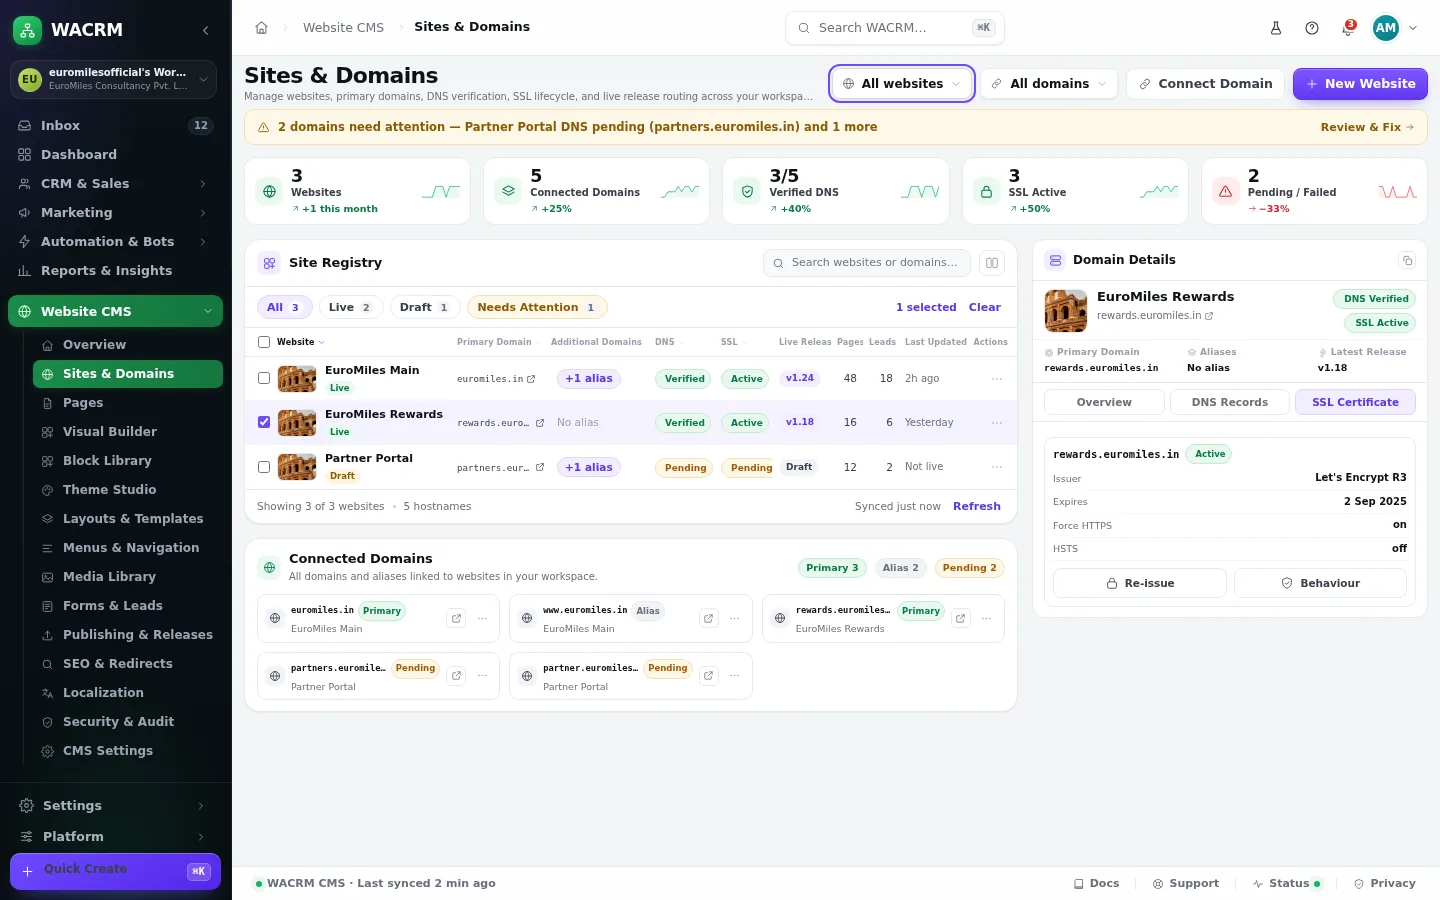 WACRM
EU
euromilesofficial's Wor…
EuroMiles Consultancy Pvt. L…
Inbox
12
Dashboard
CRM & Sales
Marketing
Automation & Bots
Reports & Insights
Website CMS
Overview
Sites & Domains
Pages
Visual Builder
Block Library
Theme Studio
Layouts & Templates
Menus & Navigation
Media Library
Forms & Leads
Publishing & Releases
SEO & Redirects
Localization
Security & Audit
CMS Settings
Settings
Platform
Quick Create
⌘K
Website CMS
Sites & Domains
Search WACRM...
⌘K
3
AM
Sites & Domains
Manage websites, primary domains, DNS verification, SSL lifecycle, and live release routing across your workspa…
All websites
All domains
Connect Domain
New Website
2 domains need attention — Partner Portal DNS pending (partners.euromiles.in) and 1 more
Review & Fix →
3
Websites
↗ +1 this month
5
Connected Domains
↗ +25%
3/5
Verified DNS
↗ +40%
3
SSL Active
↗ +50%
2
Pending / Failed
→ −33%
Site Registry
Search websites or domains…
All 3
Live 2
Draft 1
Needs Attention 1
1 selected
Clear
Website
Primary Domain
Additional Domains
DNS
SSL
Live Releas
Pages
Leads
Last Updated
Actions
EuroMiles Main
Live
euromiles.in
+1 alias
Verified
Active
v1.24
48
18
2h ago
EuroMiles Rewards
Live
rewards.euro…
No alias
Verified
Active
v1.18
16
6
Yesterday
Partner Portal
Draft
partners.eur…
+1 alias
Pending
Pending
Draft
12
2
Not live
Showing 3 of 3 websites • 5 hostnames
Synced just now
Refresh
Connected Domains
All domains and aliases linked to websites in your workspace.
Primary 3
Alias 2
Pending 2
euromiles.in
Primary
EuroMiles Main
www.euromiles.in
Alias
EuroMiles Main
rewards.euromiles…
Primary
EuroMiles Rewards
partners.euromile…
Pending
Partner Portal
partner.euromiles…
Pending
Partner Portal
Domain Details
EuroMiles Rewards
rewards.euromiles.in
DNS Verified
SSL Active
Primary Domain
rewards.euromiles.in
Aliases
No alias
Latest Release
v1.18
Overview
DNS Records
SSL Certificate
rewards.euromiles.in
Active
Issuer
Let's Encrypt R3
Expires
2 Sep 2025
Force HTTPS
on
HSTS
off
Re-issue
Behaviour
WACRM CMS · Last synced 2 min ago
Docs
Support
Status
Privacy